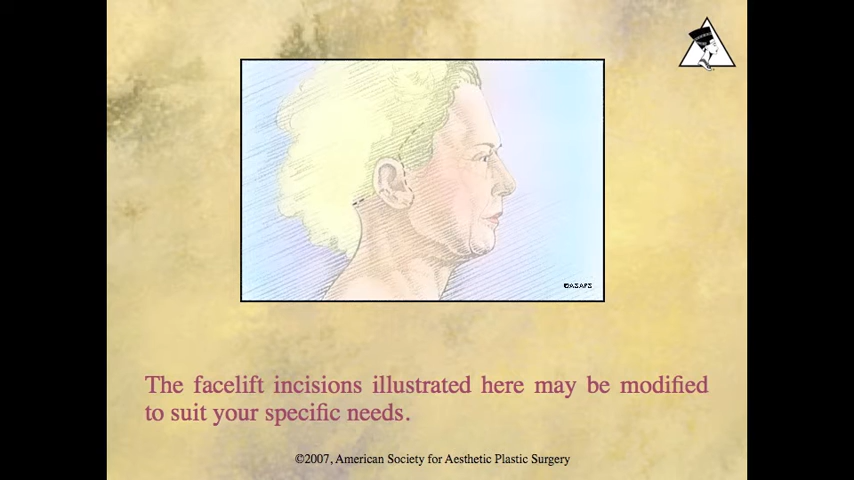 ©ASAPS
The facelift incisions illustrated here may be modified
to suit your specific needs.
©2007, American Society for Aesthetic Plastic Surgery